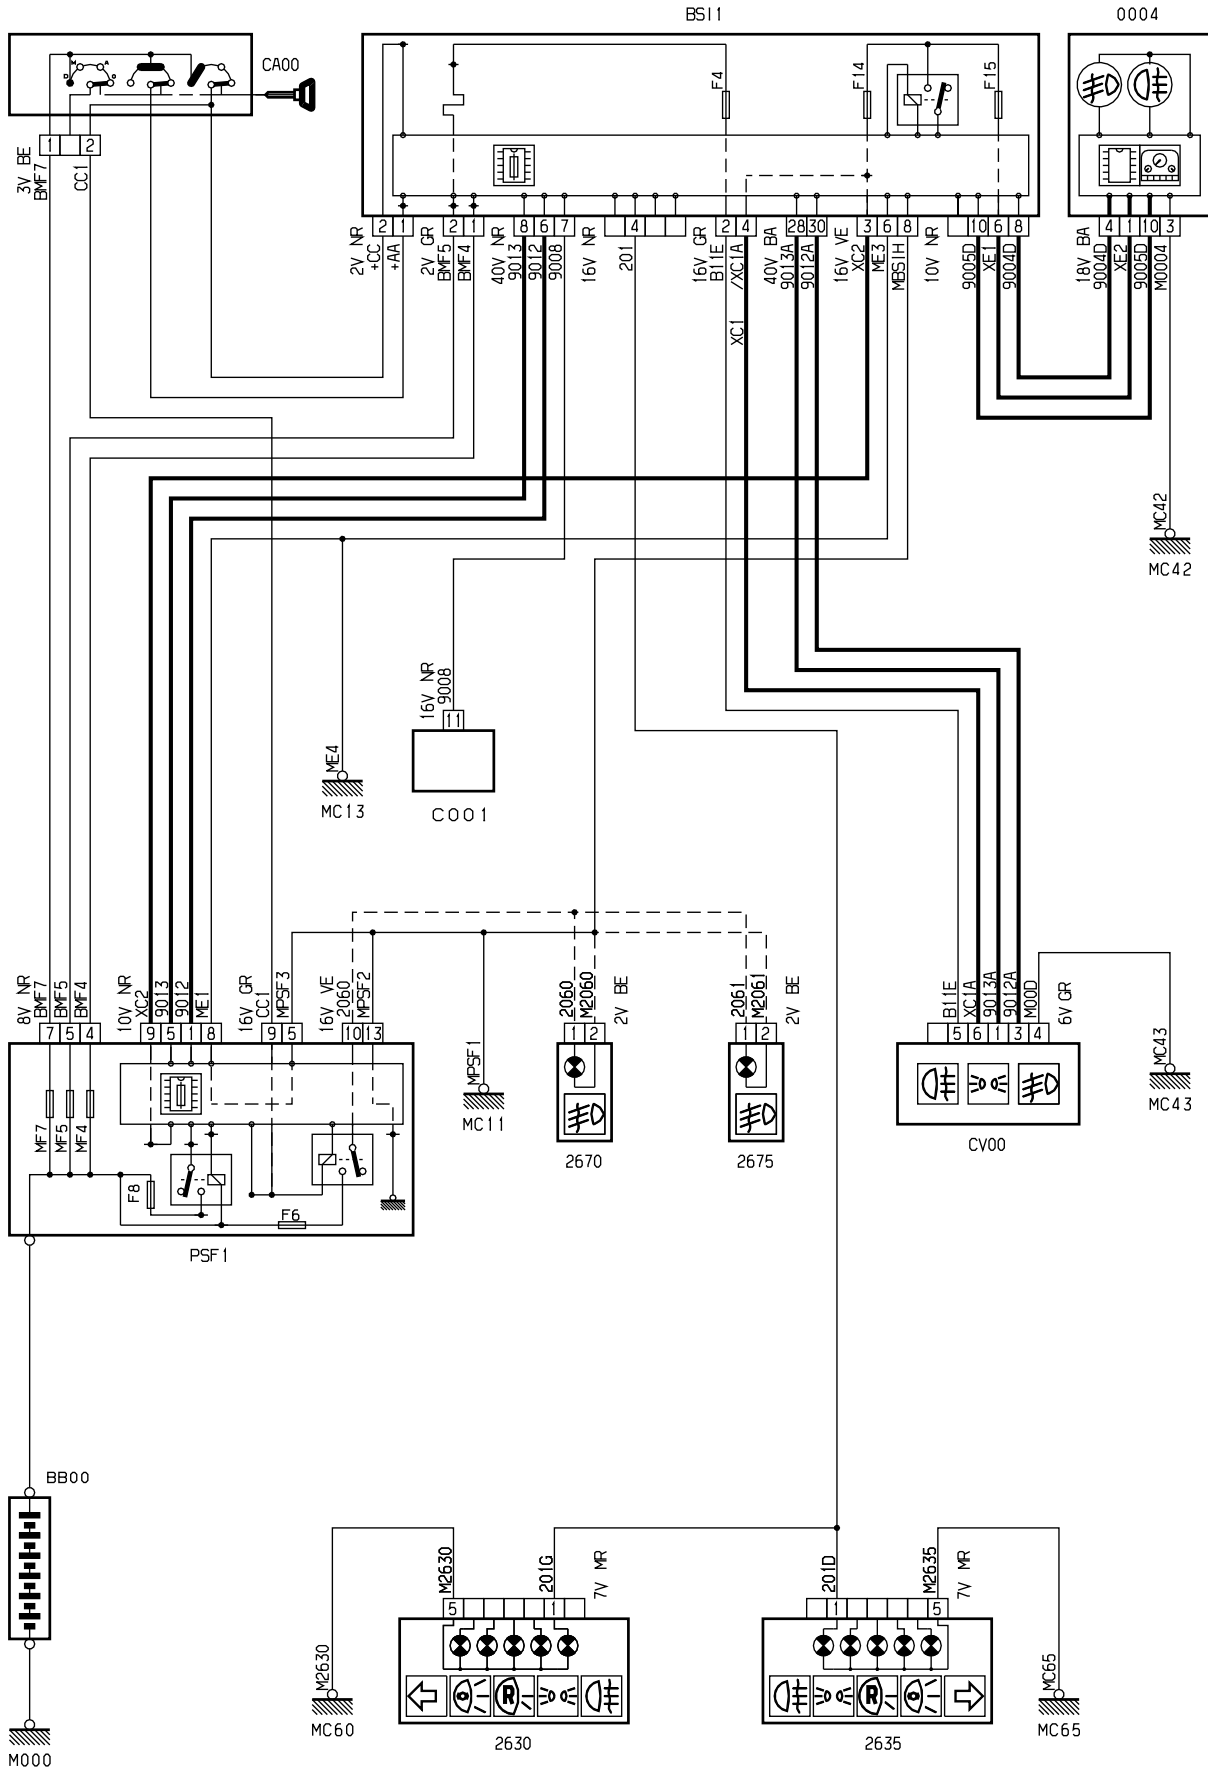 BSI1
0004
CA00
M
A
D
O
F4
F14
F15
1
2
3V BE
BMF7
CC1
2
1
2
1
8
6
7
4
2
4
28
30
3
6
8
10
6
8
4
1
10
3
2V NR
+CC
+AA
2V GR
BMF5
BMF4
40V NR
9013
9012
9008
16V NR
201
16V GR
B11E
/XC1A
XC1
40V BA
9013A
9012A
16V VE
XC2
ME3
MBSIH
10V NR
9005D
XE1
9004D
18V BA
9004D
XE2
9005D
M0004
MC42
MC42
16V NR
9008
11
C001
ME4
MC13
8V NR
BMF7
BMF5
BMF4
10V NR
XC2
9013
9012
ME1
16V GR
CC1
MPSF3
16V VE
2060
MPSF2
7
5
4
9
5
1
8
9
5
10
13
MF7
MF5
MF4
F8
F6
PSF1
MPSF1
MC11
2060
M2060
2V BE
1
2
2670
2061
M2061
2V BE
1
2
2675
B11E
XC1A
9013A
9012A
M00D
6V GR
5
6
1
3
4
CV00
MC43
MC43
BB00
M000
M2630
201G
7V MR
5
1
M2630
MC60
R
2630
201D
M2635
7V MR
1
5
MC65
MC65
R
2635